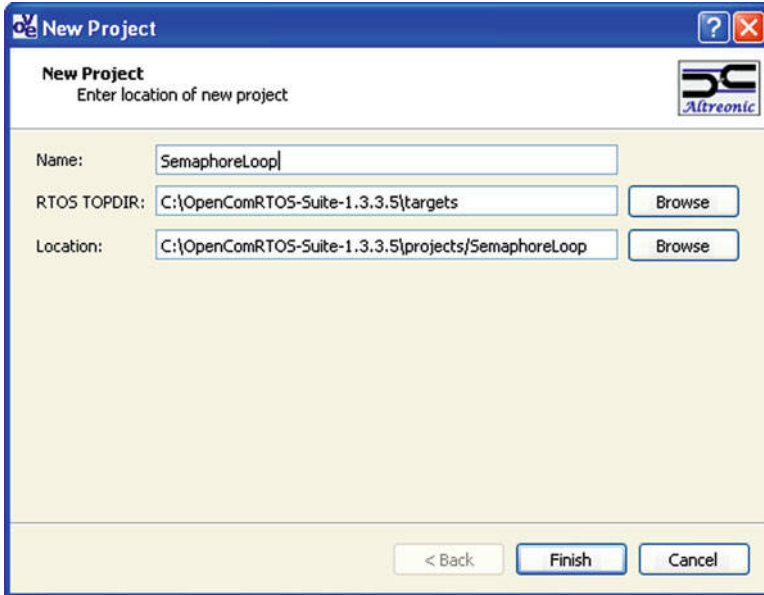 New Project
New Project
Enter location of new project
Altreonic
Name: SemaphoreLoop
RTOS TOPDIR: C:\OpenComRTOS-Suite-1.3.3.5\targets Browse
Location: C:\OpenComRTOS-Suite-1.3.3.5\projects/SemaphoreLoop Browse
< Back Finish Cancel